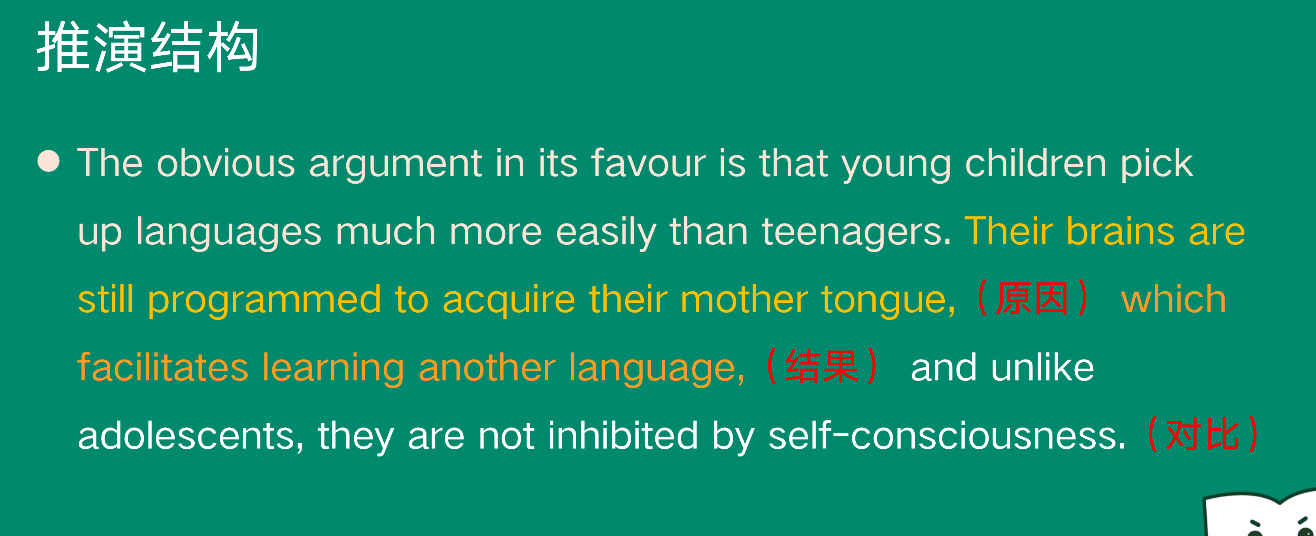 推演结构
● The obvious argument in its favour is that young children pick
up languages much more easily than teenagers. Their brains are
still programmed to acquire their mother tongue,（原因） which
facilitates learning another language,（结果） and unlike
adolescents, they are not inhibited by self-consciousness.（对比）